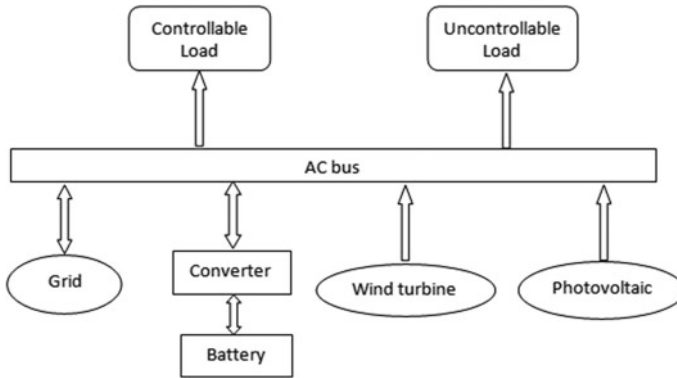 Controllable
Load
Uncontrollable
Load
AC bus
Grid
Converter
Wind turbine
Photovoltaic
Battery